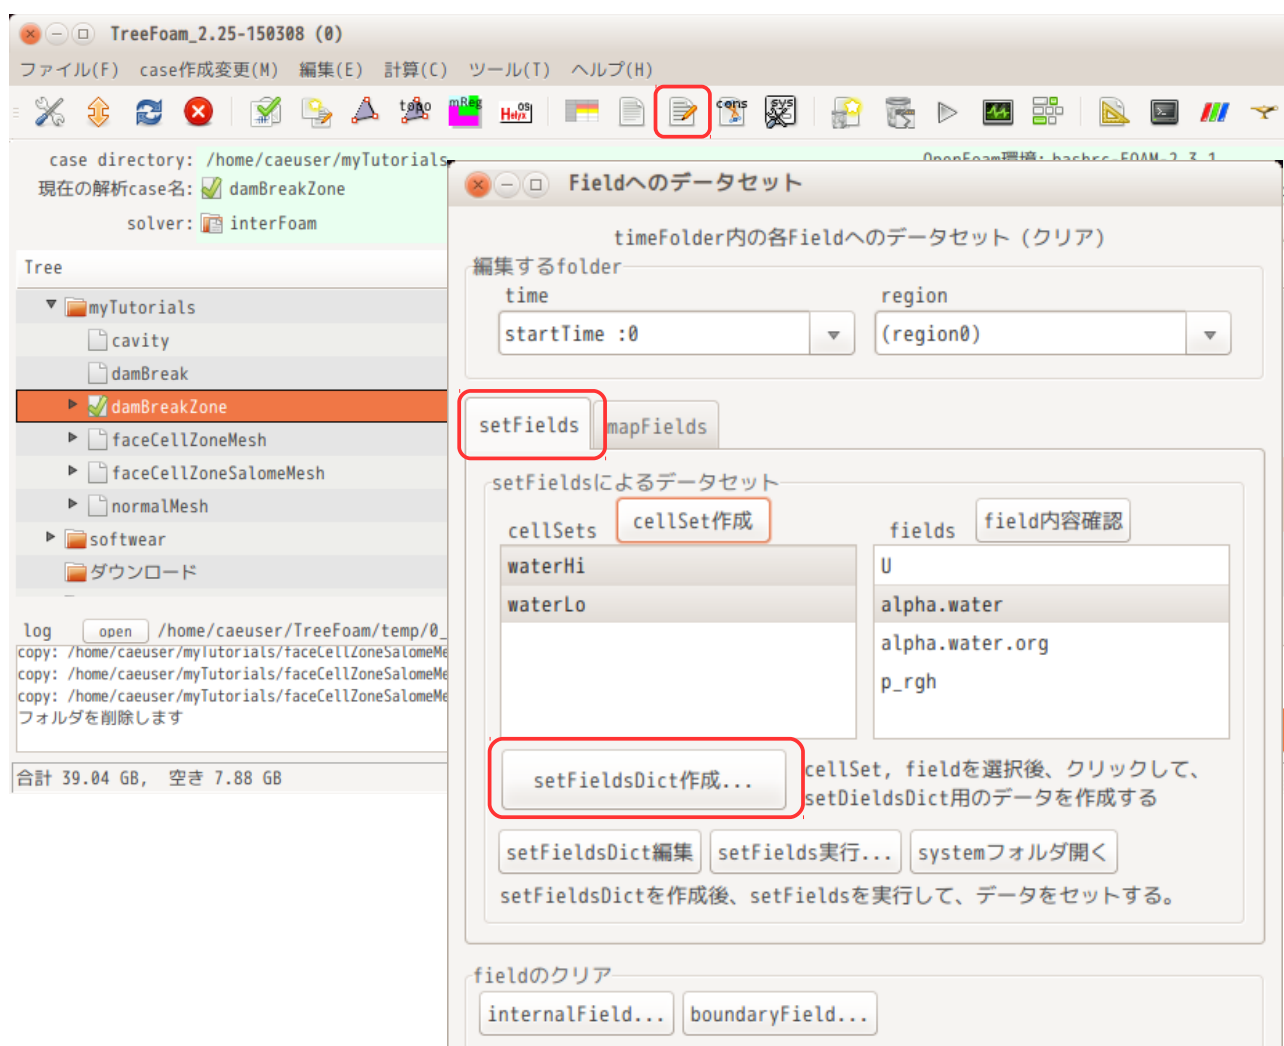 TreeFoam_2.25-150308 (0)
ファイル(F) case作成変更(M) 編集(E) 計算(C) ツール(T) ヘルプ(H)
topo mReg OS Helyx cons sys
case directory: /home/caeuser/myTutorials
OpenFoam環境: bashrc-FOAM-2.3.1
現在の解析case名: damBreakZone
solver: interFoam
Tree
myTutorials
cavity
damBreak
damBreakZone
faceCellZoneMesh
faceCellZoneSalomeMesh
normalMesh
softwear
ダウンロード
log open /home/caeuser/TreeFoam/temp/0_
copy: /home/caeuser/myTutorials/faceCellZoneSalomeMe
copy: /home/caeuser/myTutorials/faceCellZoneSalomeMe
copy: /home/caeuser/myTutorials/faceCellZoneSalomeMe
フォルダを削除します
合計 39.04 GB, 空き 7.88 GB
Fieldへのデータセット
timeFolder内の各Fieldへのデータセット (クリア)
編集するfolder
time region
startTime :0 (region0)
setFields mapFields
setFieldsによるデータセット
cellSets cellSet作成 fields field内容確認
waterHi
waterLo
U
alpha.water
alpha.water.org
p_rgh
setFieldsDict作成...
cellSet, fieldを選択後、クリックして、
setDieldsDict用のデータを作成する
setFieldsDict編集 setFields実行... systemフォルダ開く
setFieldsDictを作成後、setFieldsを実行して、データをセットする。
fieldのクリア
internalField... boundaryField...